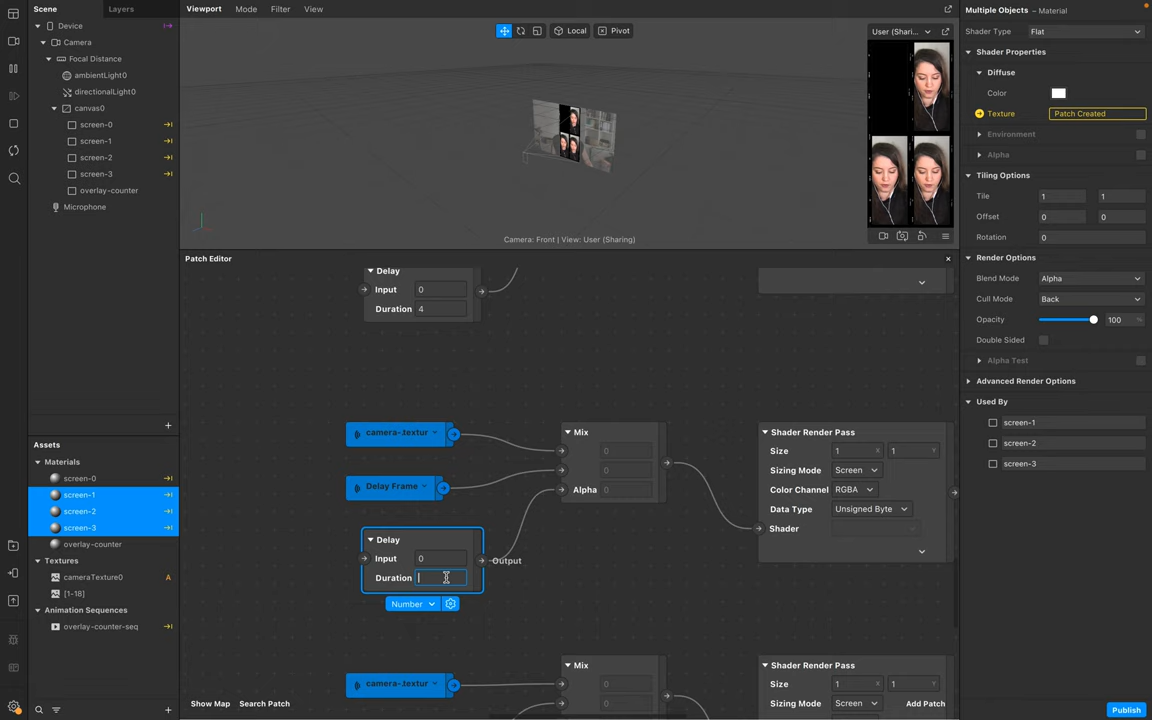 Scene
Layers
Device
Camera
Focal Distance
ambientLight0
directionalLight0
canvas0
screen-0
screen-1
screen-2
screen-3
overlay-counter
Microphone
Assets
Materials
screen-0
screen-1
screen-2
screen-3
overlay-counter
Textures
cameraTexture0
A
[1-18]
Animation Sequences
overlay-counter-seq
Viewport
Mode
Filter
View
Local
Pivot
User (Shari...
Camera: Front | View: User (Sharing)
Patch Editor
Delay
Input
0
Duration
4
Mix
0
0
Alpha
0
Delay Frame
Delay
Input
0
Duration
Output
Number
Shader Render Pass
Size
1
X
1
Y
Sizing Mode
Screen
Color Channel
RGBA
Data Type
Unsigned Byte
Shader
Mix
0
0
Shader Render Pass
Size
1
X
1
Y
Sizing Mode
Screen
Show Map
Search Patch
Add Patch
Multiple Objects – Material
Shader Type
Flat
Shader Properties
Diffuse
Color
Texture
Patch Created
Environment
Alpha
Tiling Options
Tile
1
1
Offset
0
0
Rotation
0
Render Options
Blend Mode
Alpha
Cull Mode
Back
Opacity
100
%
Double Sided
Alpha Test
Advanced Render Options
Used By
screen-1
screen-2
screen-3
Publish